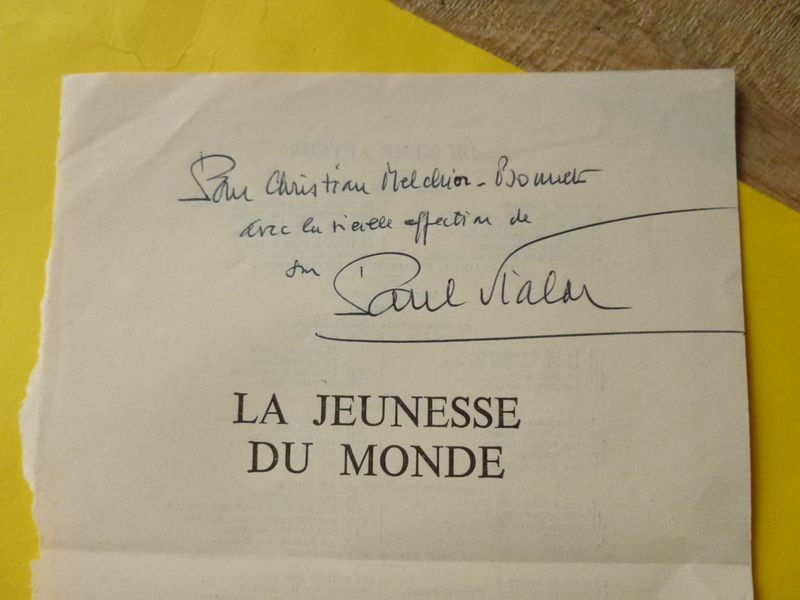 Pour Christian Melchior-Bonnet
avec la vieille affection de
son Paul Vialar
LA JEUNESSE
DU MONDE